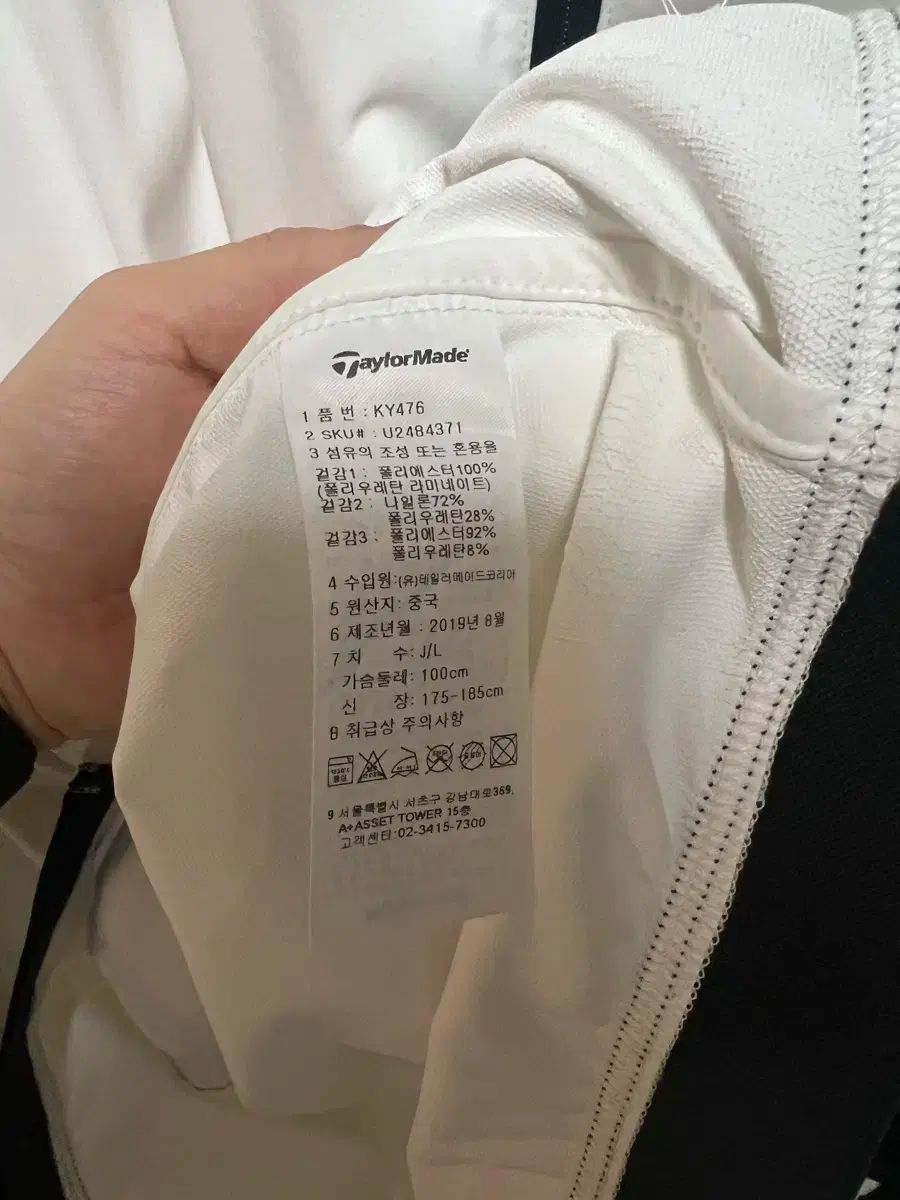 TaylorMade
1 품 번 : KY476
2 SKU# : U2484371
3 섬유의 조성 또는 혼용율
겉감1 : 폴리에스터100%
(폴리우레탄 라미네이트)
겉감2 : 나일론72%
폴리우레탄28%
겉감3 : 폴리에스터92%
폴리우레탄8%
4 수입원:(유)테일러메이드코리아
5 원산지: 중국
6 제조년월 : 2019년 8월
7 치 수: J/L
가슴둘레: 100cm
신 장: 175-185cm
8 취급상 주의사항
9 서울특별시 서초구 강남대로369,
A+ASSET TOWER 15층
고객센터:02-3415-7300